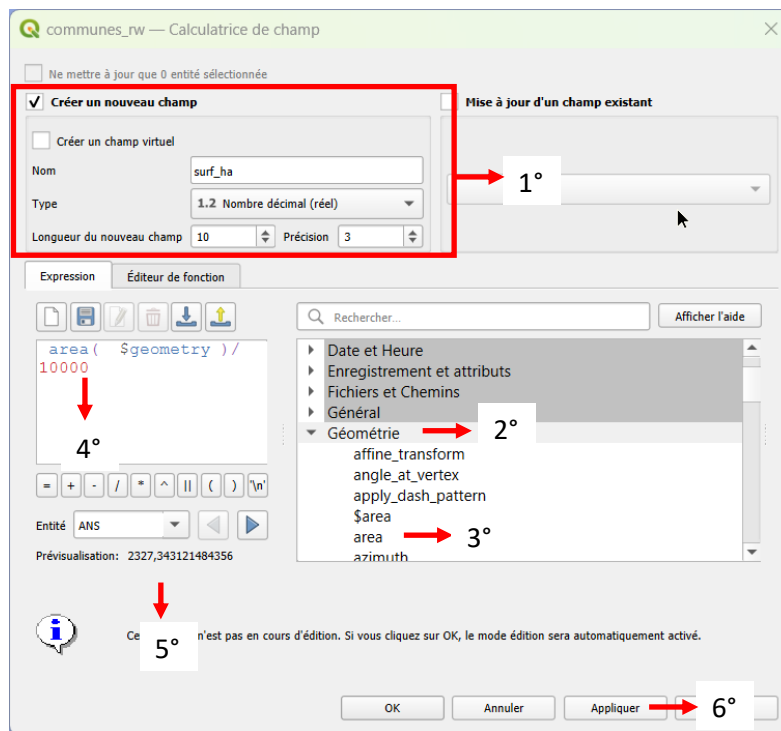 communes_rw — Calculatrice de champ
Ne mettre à jour que 0 entité sélectionnée
Créer un nouveau champ
Mise à jour d'un champ existant
Créer un champ virtuel
Nom
surf_ha
1°
Type
1.2 Nombre décimal (réel)
Longueur du nouveau champ
10
Précision
3
Expression
Éditeur de fonction
Rechercher...
Afficher l'aide
area( $geometry )/
10000
4°
Date et Heure
Enregistrement et attributs
Fichiers et Chemins
Général
Géométrie
2°
affine_transform
angle_at_vertex
apply_dash_pattern
$area
area
3°
azimuth
= + - / * ^ || ( ) '\n'
Entité
ANS
Prévisualisation: 2327,343121484356
5°
n'est pas en cours d'édition. Si vous cliquez sur OK, le mode édition sera automatiquement activé.
OK
Annuler
Appliquer
6°